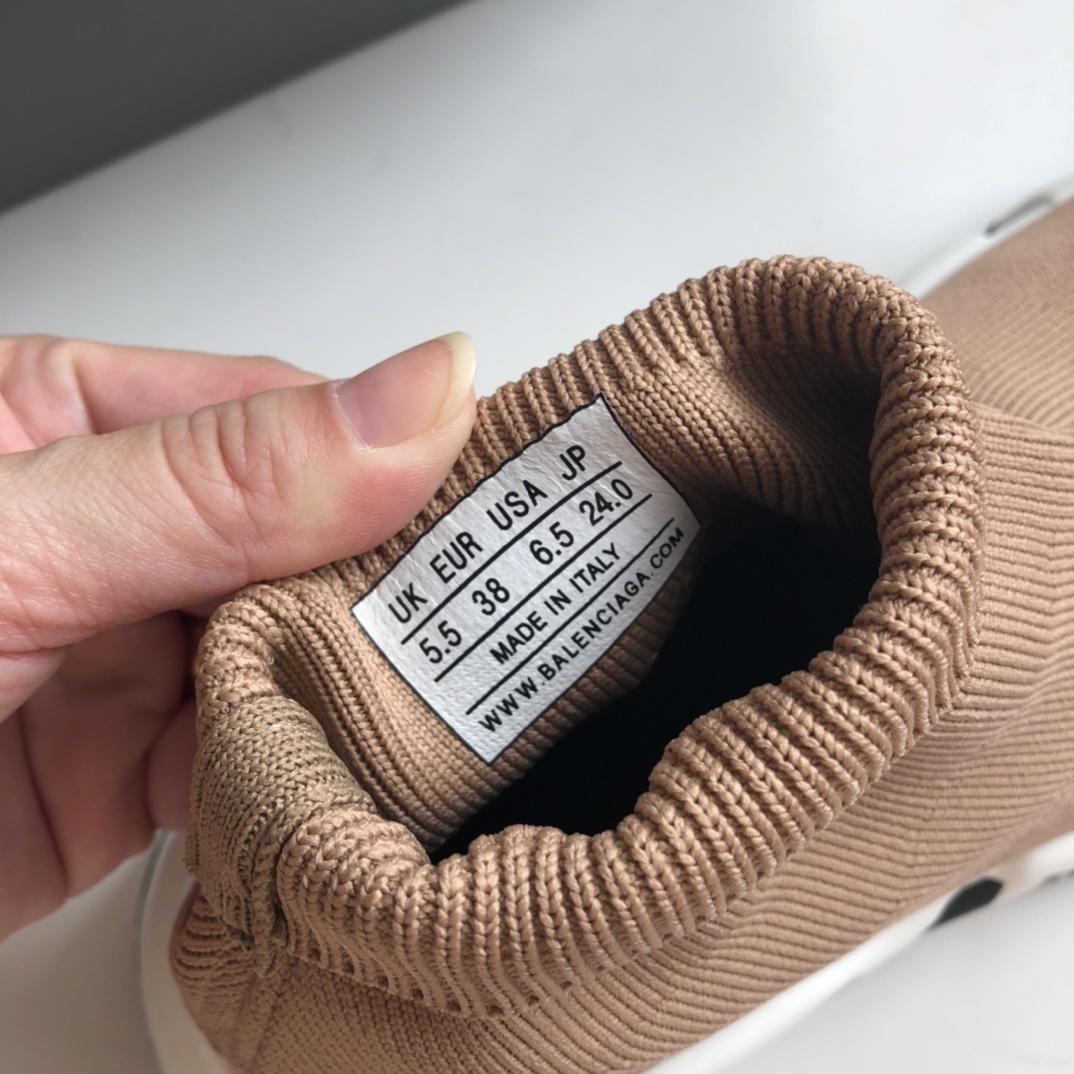 UK EUR USA JP
5.5 38 6.5 24.0
MADE IN ITALY
WWW.BALENCIAGA.COM